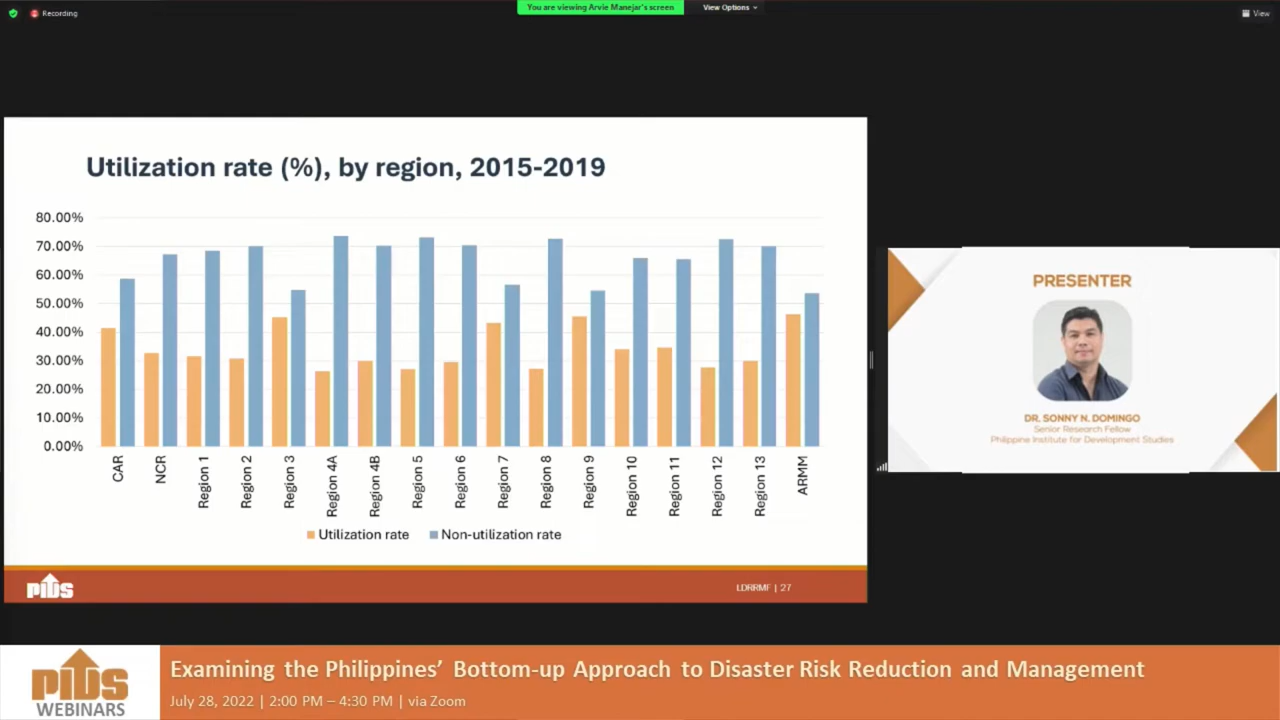 Recording
You are viewing Arvie Manejar's screen
View Options
View
Utilization rate (%), by region, 2015-2019
80.00%
70.00%
60.00%
50.00%
40.00%
30.00%
20.00%
10.00%
0.00%
CAR
NCR
Region 1
Region 2
Region 3
Region 4A
Region 4B
Region 5
Region 6
Region 7
Region 8
Region 9
Region 10
Region 11
Region 12
Region 13
ARMM
Utilization rate Non-utilization rate
PIDS
LDRRMF | 27
PRESENTER
DR. SONNY N. DOMINGO
Senior Research Fellow
Philippine Institute for Development Studies
PIDS
WEBINARS
Examining the Philippines' Bottom-up Approach to Disaster Risk Reduction and Management
July 28, 2022 | 2:00 PM – 4:30 PM | via Zoom